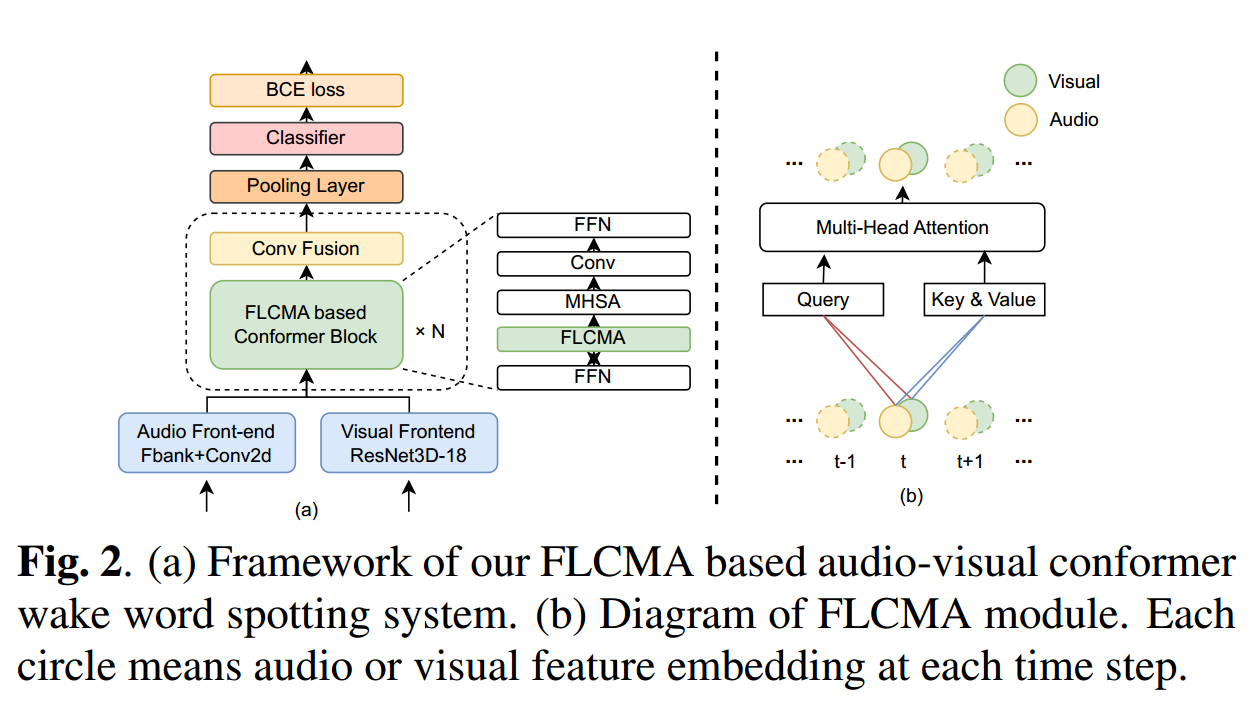 BCE loss
Classifier
Pooling Layer
Conv Fusion
FLCMA based
Conformer Block
× N
Audio Front-end
Fbank+Conv2d
Visual Frontend
ResNet3D-18
(a)
FFN
Conv
MHSA
FLCMA
FFN
Visual
Audio
... ...
Multi-Head Attention
Query
Key & Value
... ...
... t-1 t t+1 ...
(b)
Fig. 2. (a) Framework of our FLCMA based audio-visual conformer
wake word spotting system. (b) Diagram of FLCMA module. Each
circle means audio or visual feature embedding at each time step.